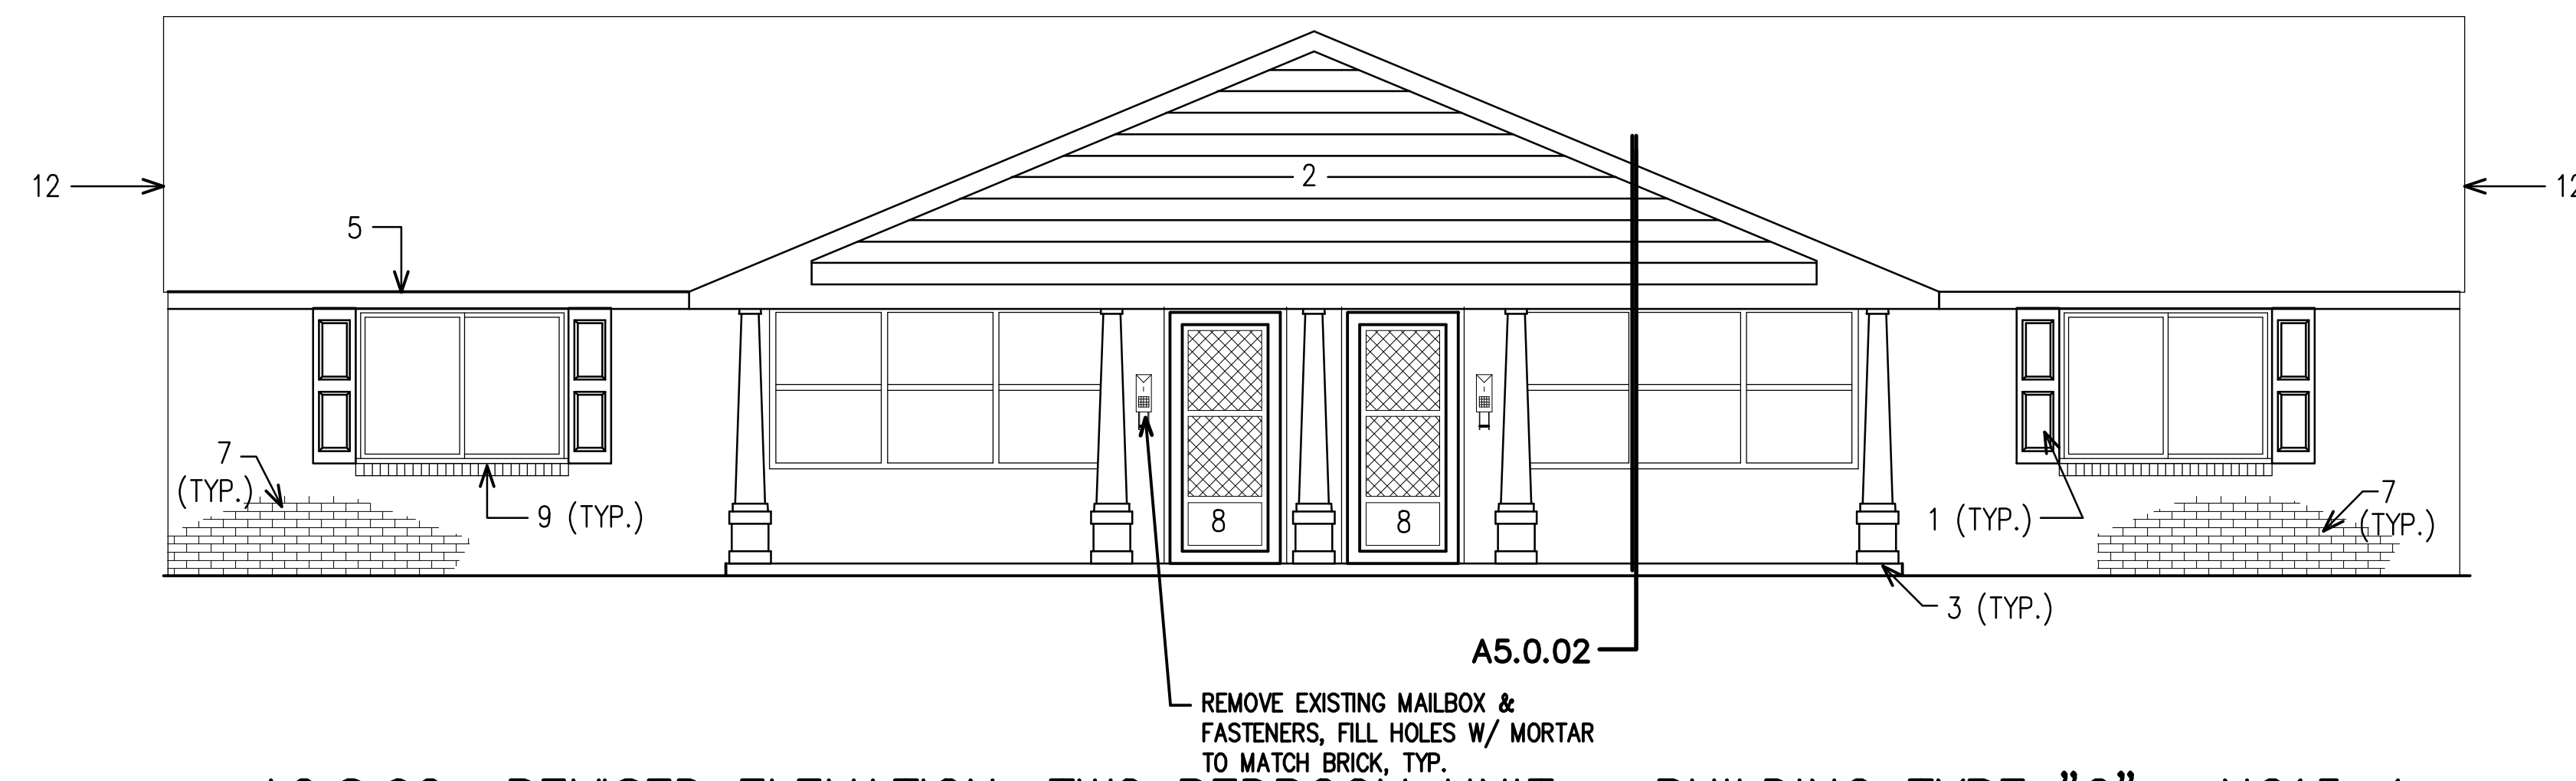 12
2
12
5
7
(TYP.)
9 (TYP.)
8
8
1 (TYP.)
7
(TYP.)
3 (TYP.)
A5.0.02
REMOVE EXISTING MAILBOX &
FASTENERS, FILL HOLES W/ MORTAR
TO MATCH BRICK, TYP.